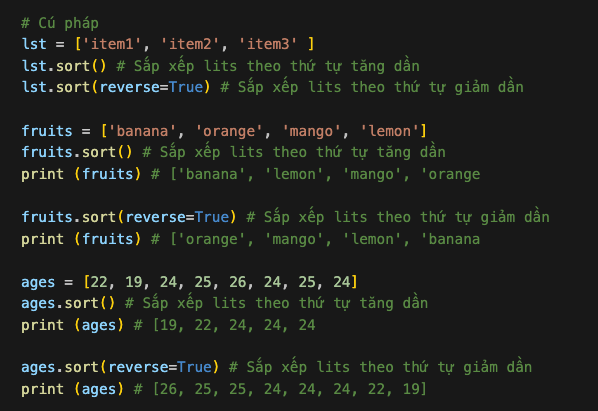 # Cú pháp
lst = ['item1', 'item2', 'item3' ]
lst.sort() # Sắp xếp lits theo thứ tự tăng dần
lst.sort(reverse=True) # Sắp xếp lits theo thứ tự giảm dần
fruits = ['banana', 'orange', 'mango', 'lemon']
fruits.sort() # Sắp xếp lits theo thứ tự tăng dần
print (fruits) # ['banana', 'lemon', 'mango', 'orange
fruits.sort(reverse=True) # Sắp xếp lits theo thứ tự giảm dần
print (fruits) # ['orange', 'mango', 'lemon', 'banana
ages = [22, 19, 24, 25, 26, 24, 25, 24]
ages.sort() # Sắp xếp lits theo thứ tự tăng dần
print (ages) # [19, 22, 24, 24, 24
ages.sort(reverse=True) # Sắp xếp lits theo thứ tự giảm dần
print (ages) # [26, 25, 25, 24, 24, 24, 22, 19]